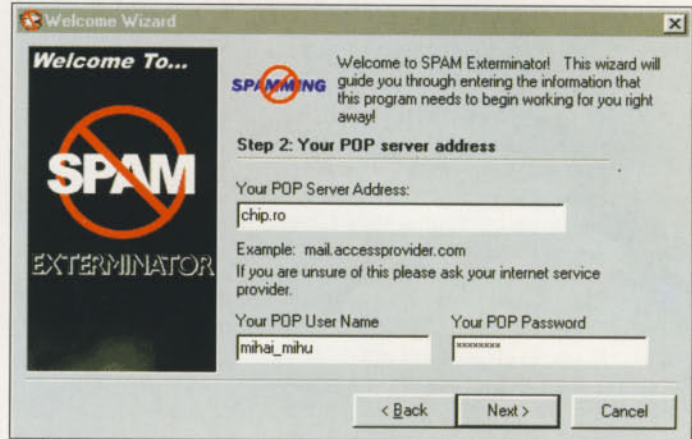 Welcome Wizard
Welcome To...
SPAM
EXTERMINATOR
SPAMMING
Welcome to SPAM Exterminator! This wizard will
guide you through entering the information that
this program needs to begin working for you right
away!
Step 2: Your POP server address
Your POP Server Address:
chip.ro
Example: mail.accessprovider.com
If you are unsure of this please ask your internet service
provider.
Your POP User Name
Your POP Password
mihai_mihu
********
< Back
Next >
Cancel